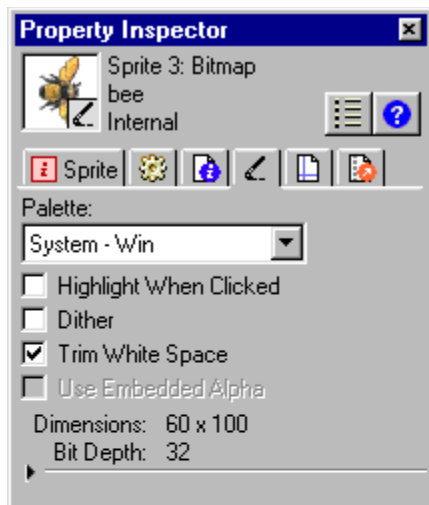 Property Inspector
Sprite 3: Bitmap
bee
Internal
Sprite
Palette:
System - Win
Highlight When Clicked
Dither
Trim White Space
Use Embedded Alpha
Dimensions: 60 x 100
Bit Depth: 32